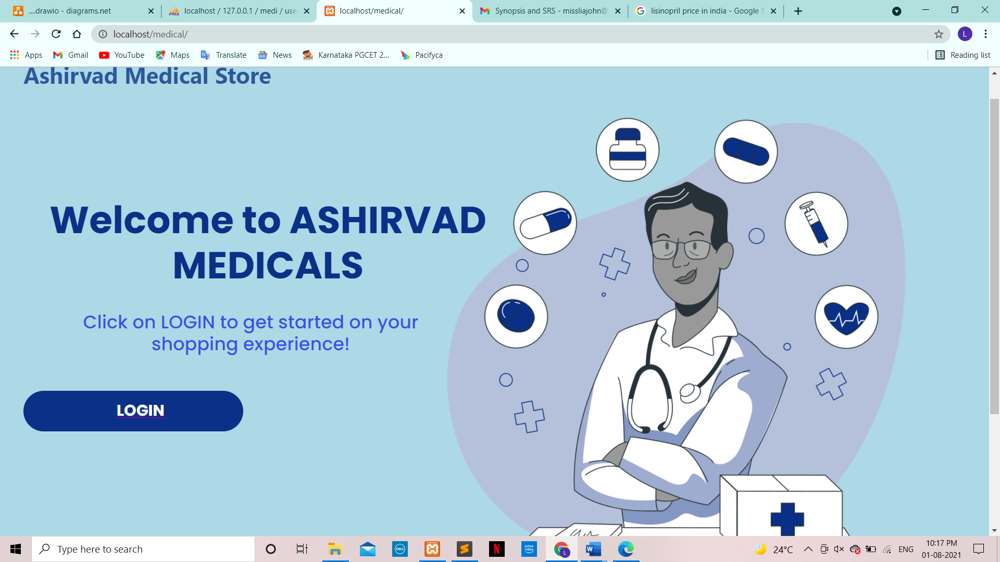 ....drawio - diagrams.net
localhost / 127.0.0.1 / medi / use
localhost/medical/
Synopsis and SRS - missliajohn@
lisinopril price in india - Google S
localhost/medical/
L
Apps
Gmail
YouTube
Maps
Translate
News
Karnataka PGCET 2...
Pacifyca
Reading list
Ashirvad Medical Store
Welcome to ASHIRVAD
MEDICALS
Click on LOGIN to get started on your
shopping experience!
LOGIN
Type here to search
24°C
ENG
10:17 PM
01-08-2021